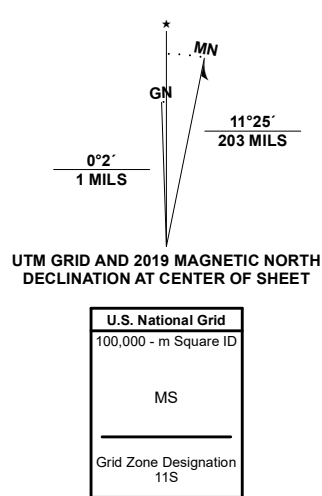 ★
MN
GN
11°25´
203 MILS
0°2´
1 MILS
UTM GRID AND 2019 MAGNETIC NORTH
DECLINATION AT CENTER OF SHEET
U.S. National Grid
100,000 - m Square ID
MS
Grid Zone Designation
11S